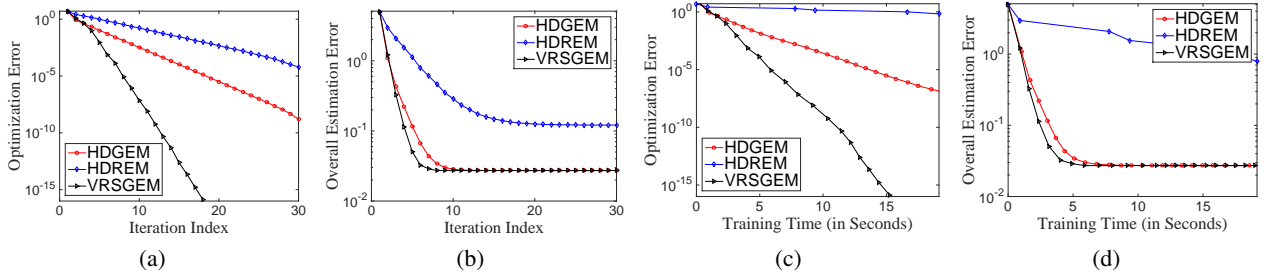 Optimization Error
10^0
10^-5
10^-10
10^-15
HDGEM
HDREM
VRSGEM
0
10
20
30
Iteration Index
(a)
Overall Estimation Error
10^0
10^-1
10^-2
HDGEM
HDREM
VRSGEM
0
10
20
30
Iteration Index
(b)
Optimization Error
10^0
10^-5
10^-10
10^-15
HDGEM
HDREM
VRSGEM
0
5
10
15
Training Time (in Seconds)
(c)
Overall Estimation Error
10^0
10^-1
10^-2
HDGEM
HDREM
VRSGEM
0
5
10
15
Training Time (in Seconds)
(d)